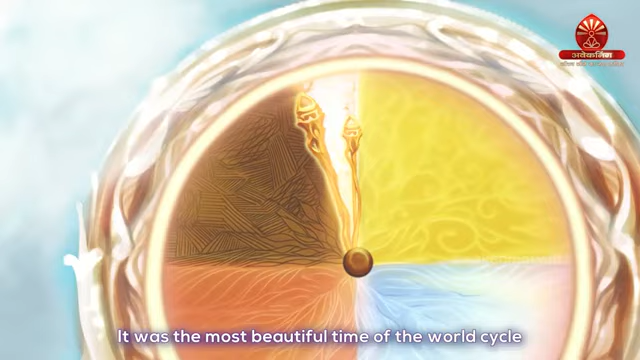 अवेकनिंग
It was the most beautiful time of the world cycle